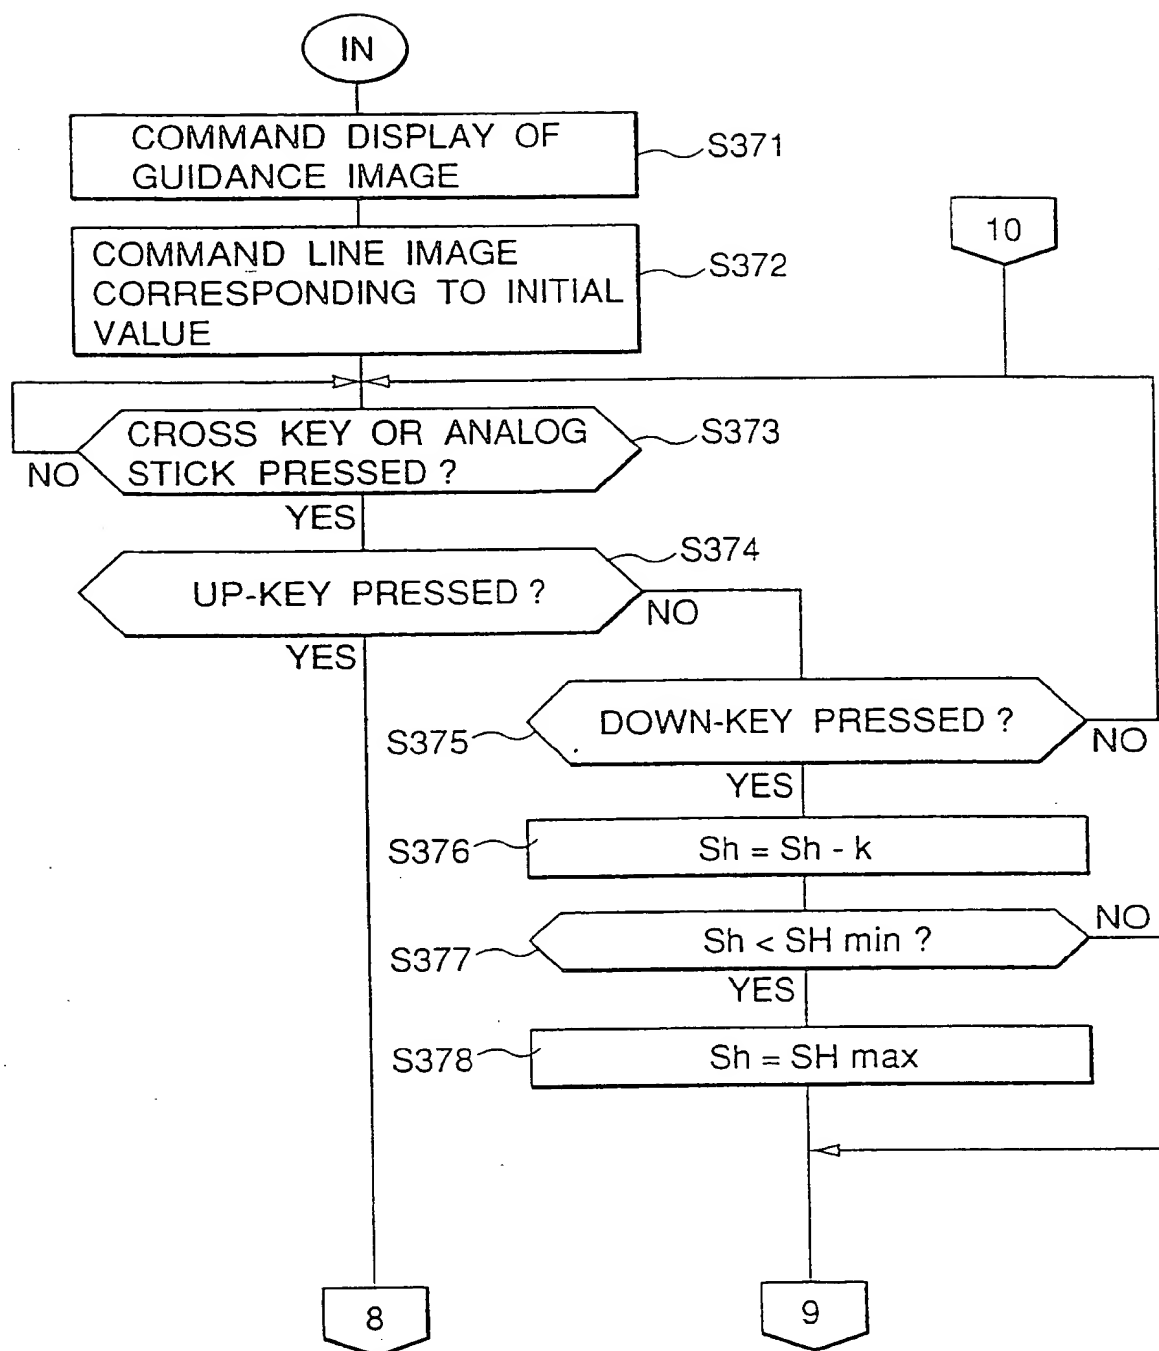 IN
COMMAND DISPLAY OF
GUIDANCE IMAGE
S371
10
COMMAND LINE IMAGE
CORRESPONDING TO INITIAL
VALUE
S372
CROSS KEY OR ANALOG
STICK PRESSED ?
S373
NO
YES
S374
UP-KEY PRESSED ?
NO
YES
DOWN-KEY PRESSED ?
S375
NO
YES
S376
Sh = Sh - k
NO
Sh < SH min ?
S377
YES
S378
Sh = SH max
8
9